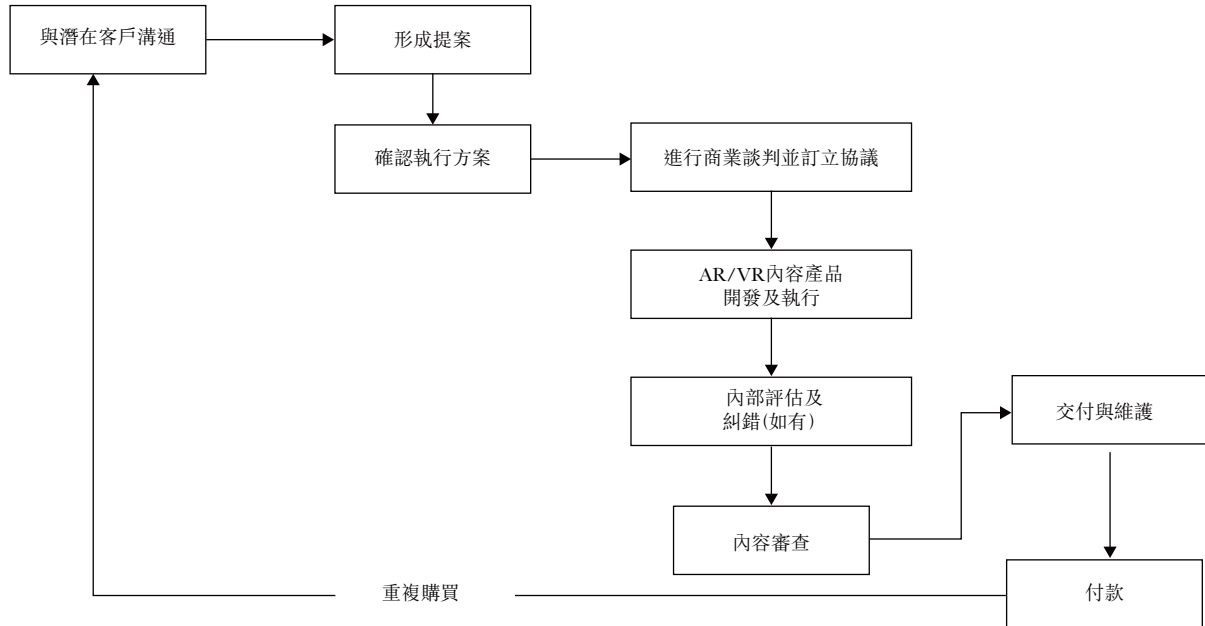 與潛在客戶溝通
形成提案
確認執行方案
進行商業談判並訂立協議
AR/VR內容產品
開發及執行
內部評估及
糾錯(如有)
交付與維護
內容審查
重複購買
付款